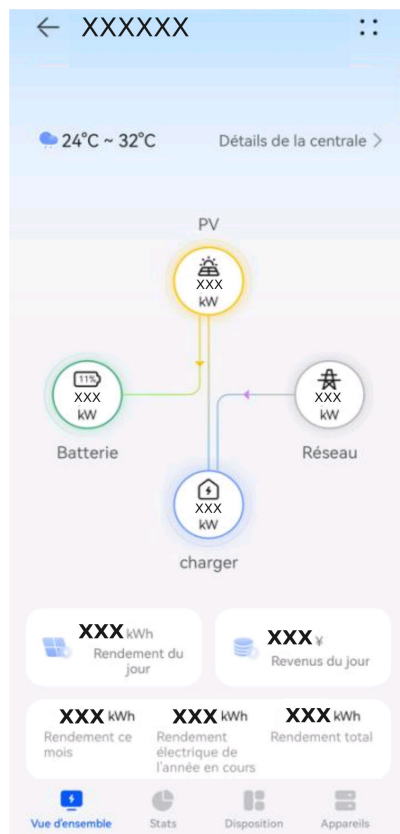 XXXXXX
24°C ~ 32°C
Détails de la centrale
PV
XXX
kW
11%
XXX
kW
XXX
kW
Batterie
Réseau
XXX
kW
charger
XXX kWh
Rendement du
jour
XXX ¥
Revenus du jour
XXX kWh
Rendement ce
mois
XXX kWh
Rendement
électrique de
l'année en cours
XXX kWh
Rendement total
Vue d'ensemble
Stats
Disposition
Appareils